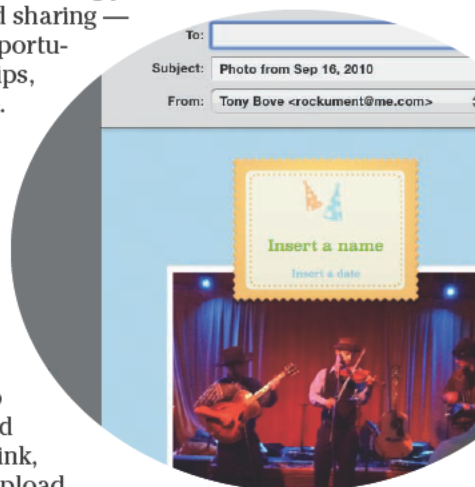 d sharing —
portu-
ips,
.
To:
Subject: Photo from Sep 16, 2010
From: Tony Bove <rockument@me.com>
Insert a name
Insert a date
d
ink,
pload